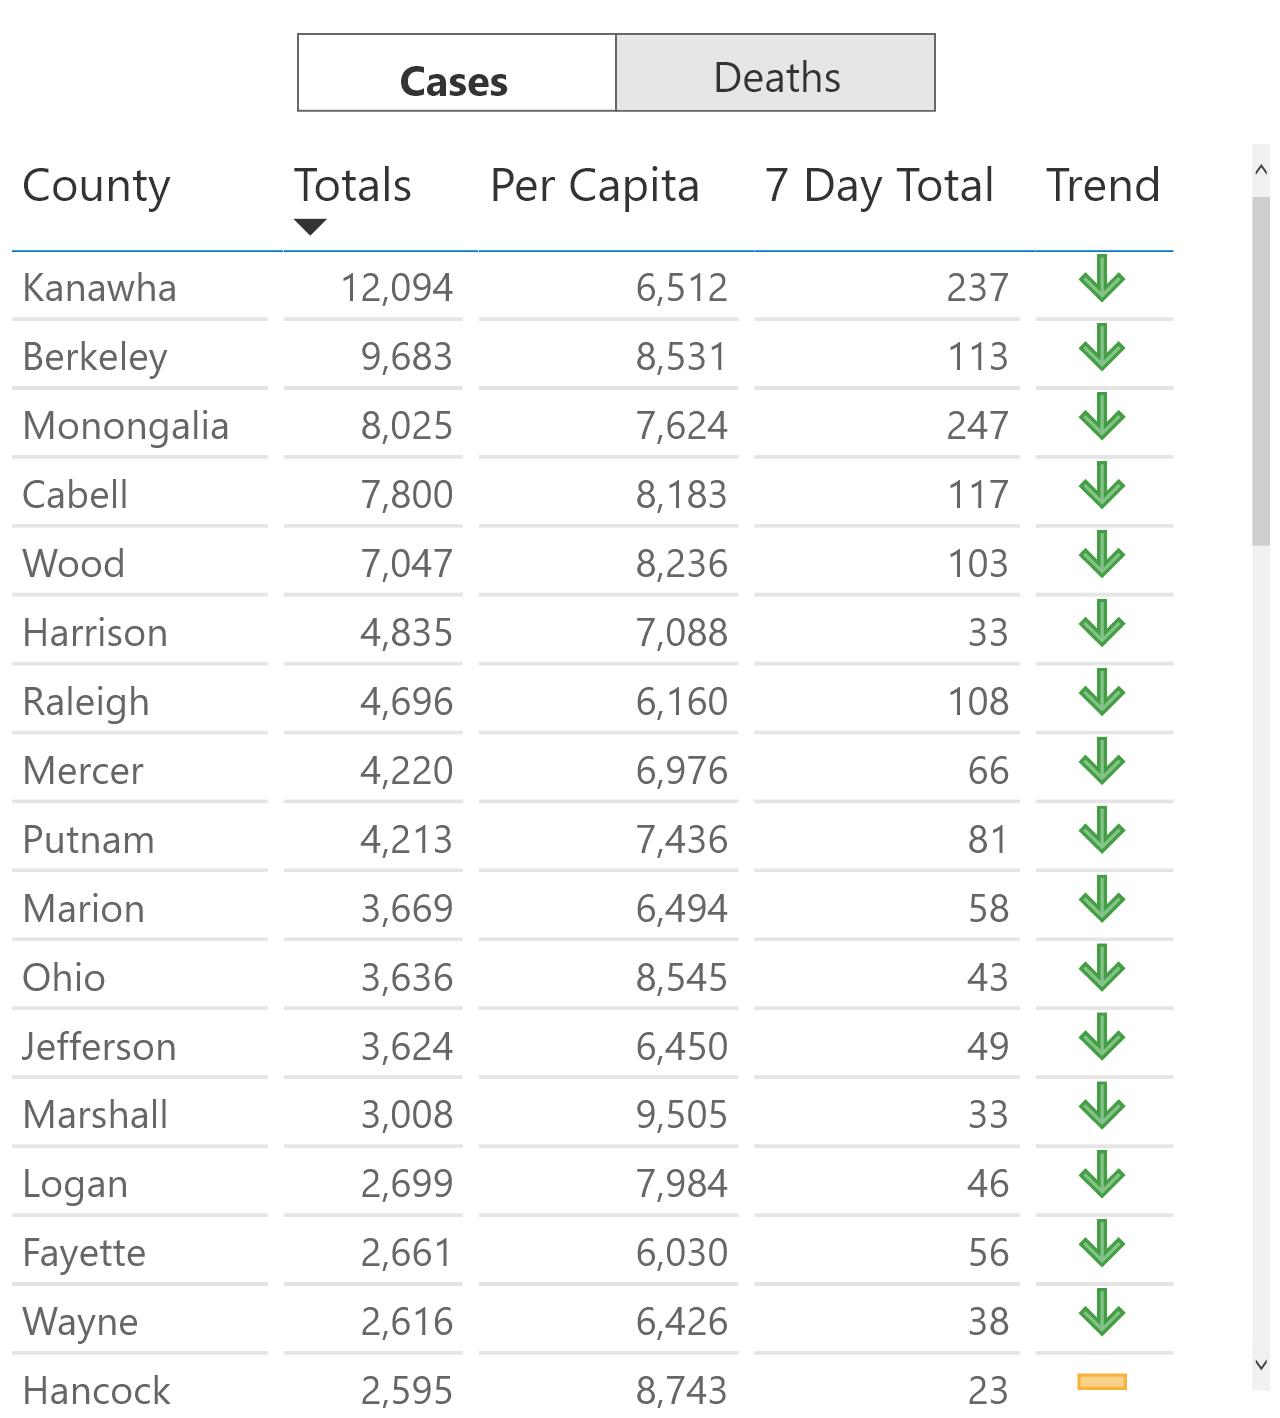 Cases Deaths
County Totals Per Capita 7 Day Total Trend
Kanawha 12,094 6,512 237
Berkeley 9,683 8,531 113
Monongalia 8,025 7,624 247
Cabell 7,800 8,183 117
Wood 7,047 8,236 103
Harrison 4,835 7,088 33
Raleigh 4,696 6,160 108
Mercer 4,220 6,976 66
Putnam 4,213 7,436 81
Marion 3,669 6,494 58
Ohio 3,636 8,545 43
Jefferson 3,624 6,450 49
Marshall 3,008 9,505 33
Logan 2,699 7,984 46
Fayette 2,661 6,030 56
Wayne 2,616 6,426 38
Hancock 2,595 8,743 23